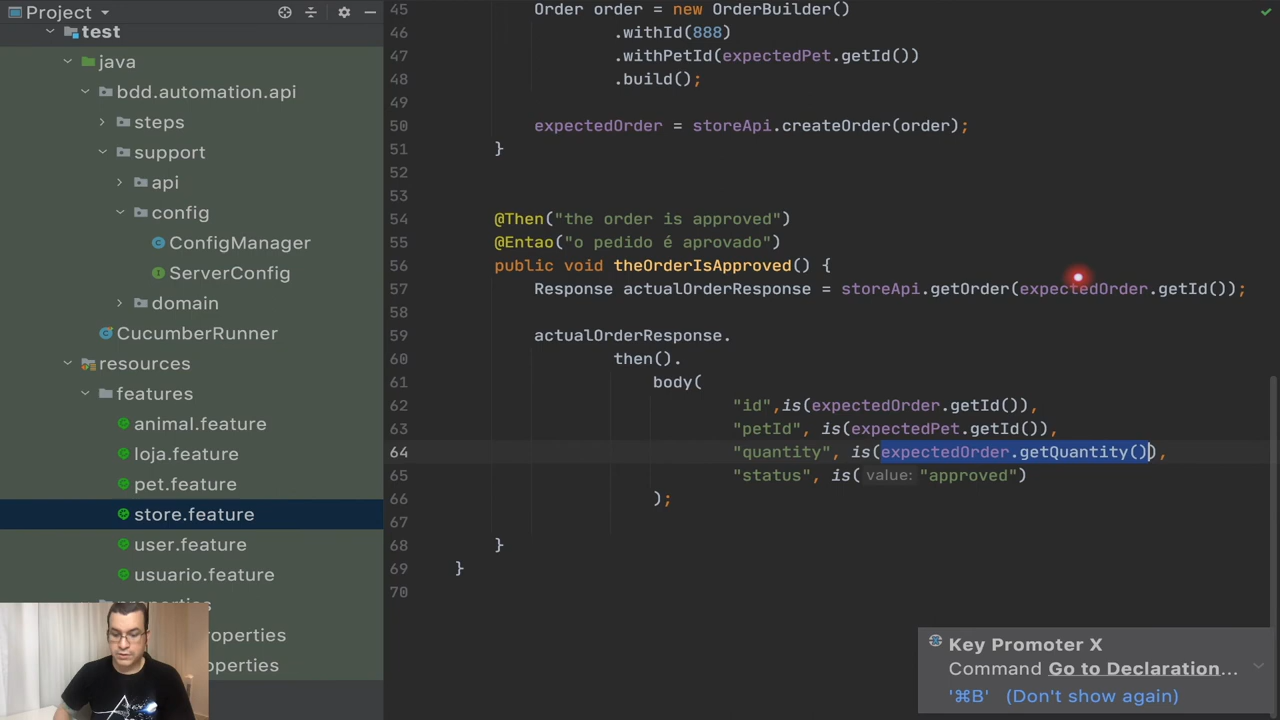 Project
test
java
bdd.automation.api
steps
support
api
config
ConfigManager
ServerConfig
domain
CucumberRunner
resources
features
animal.feature
loja.feature
pet.feature
store.feature
user.feature
usuario.feature
45 Order order = new OrderBuilder()
46 .withId(888)
47 .withPetId(expectedPet.getId())
48 .build();
49
50 expectedOrder = storeApi.createOrder(order);
51 }
52
53
54 @Then("the order is approved")
55 @Entao("o pedido é aprovado")
56 public void theOrderIsApproved() {
57 Response actualOrderResponse = storeApi.getOrder(expectedOrder.getId());
58
59 actualOrderResponse.
60 then().
61 body(
62 "id",is(expectedOrder.getId()),
63 "petId", is(expectedPet.getId()),
64 "quantity", is(expectedOrder.getQuantity()),
65 "status", is( value: "approved")
66 );
67
68 }
69 }
70
Key Promoter X
Command Go to Declaration...
'⌘B' (Don't show again)